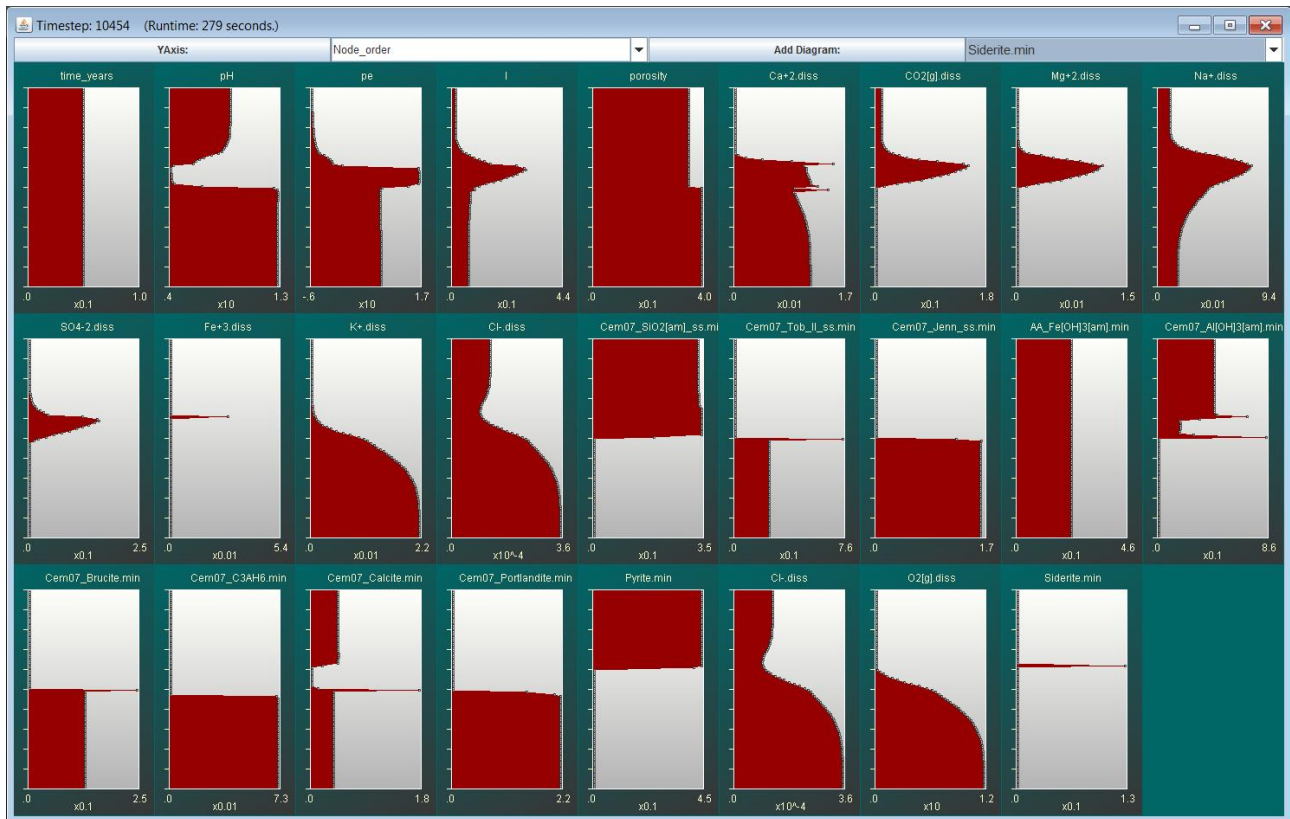 Timestep: 10454 (Runtime: 279 seconds.)
YAxis: Node_order Add Diagram: Siderite.min
time_years pH pe I porosity Ca+2.diss CO2[g].diss Mg+2.diss Na+.diss
.0 1.0 .4 1.3 -.6 1.7 .0 4.4 .0 4.0 .0 1.7 .0 1.8 .0 1.5 .0 9.4
x0.1 x10 x10 x0.1 x0.1 x0.01 x0.1 x0.01 x0.01
SO4-2.diss Fe+3.diss K+.diss Cl-.diss Cem07_SiO2[am]_ss.mi Cem07_Tob_II_ss.min Cem07_Jenn_ss.min AA_Fe[OH]3[am].min Cem07_Al[OH]3[am].min
.0 2.5 .0 5.4 .0 2.2 .0 3.6 .0 3.5 .0 7.6 .0 1.7 .0 4.6 .0 8.6
x0.1 x0.01 x0.01 x10^-4 x0.1 x0.1 x0.1 x0.1
Cem07_Brucite.min Cem07_C3AH6.min Cem07_Calcite.min Cem07_Portlandite.min Pyrite.min Cl-.diss O2[g].diss Siderite.min
.0 2.5 .0 7.3 .0 1.8 .0 2.2 .0 4.5 .0 3.6 .0 1.2 .0 1.3
x0.1 x0.01 x0.1 x0.1 x10^-4 x10 x0.1